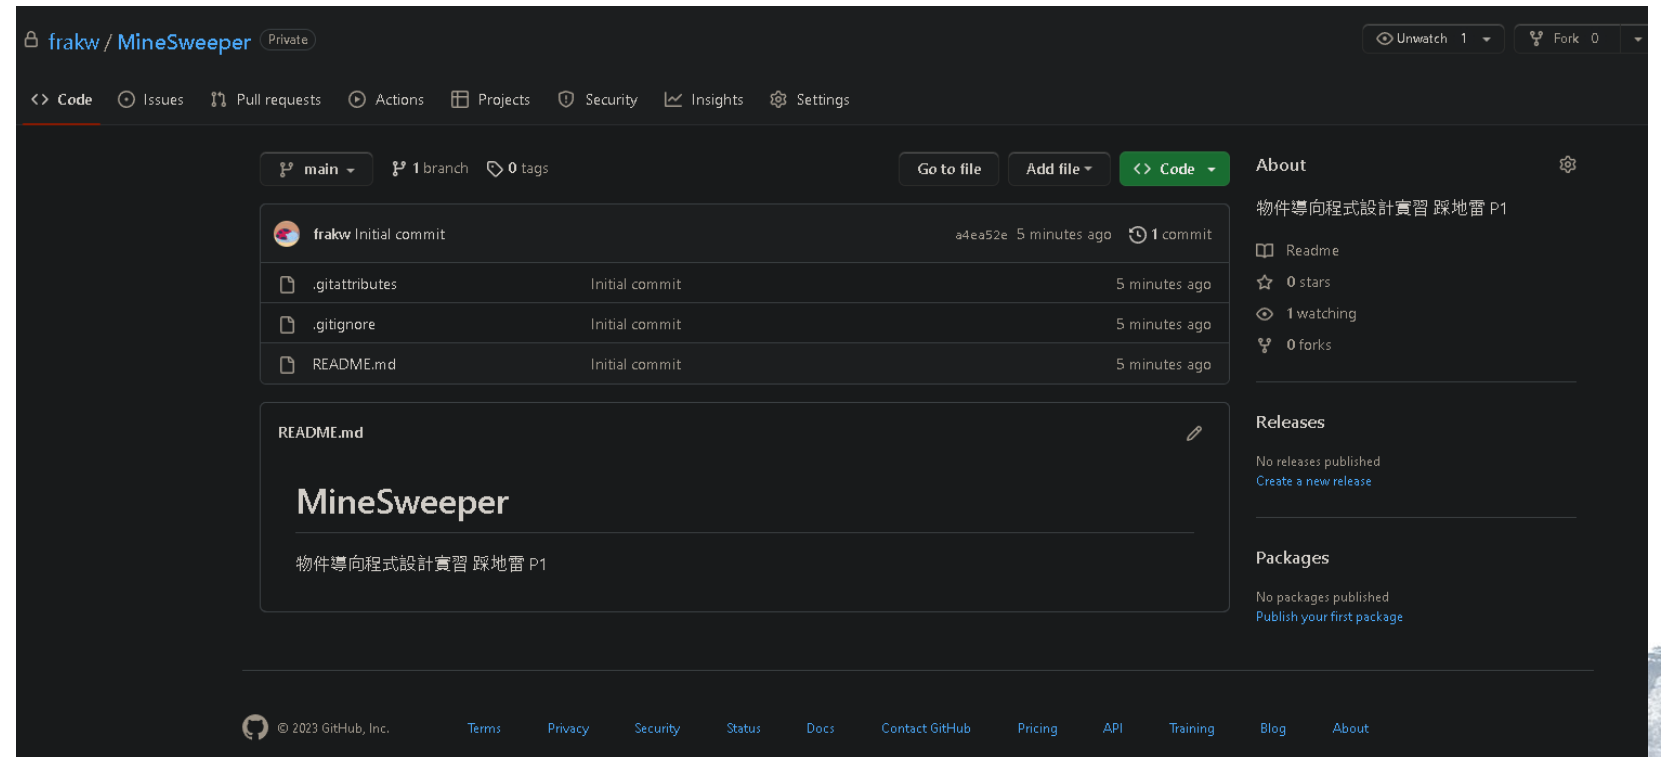 frakw / MineSweeper Private
Unwatch 1 Fork 0
Code Issues Pull requests Actions Projects Security Insights Settings
main 1 branch 0 tags Go to file Add file Code
frakw Initial commit a4ea52e 5 minutes ago 1 commit
.gitattributes Initial commit 5 minutes ago
.gitignore Initial commit 5 minutes ago
README.md Initial commit 5 minutes ago
README.md
MineSweeper
物件導向程式設計實習 踩地雷 P1
About
物件導向程式設計實習 踩地雷 P1
Readme
0 stars
1 watching
0 forks
Releases
No releases published
Create a new release
Packages
No packages published
Publish your first package
© 2023 GitHub, Inc. Terms Privacy Security Status Docs Contact GitHub Pricing API Training Blog About